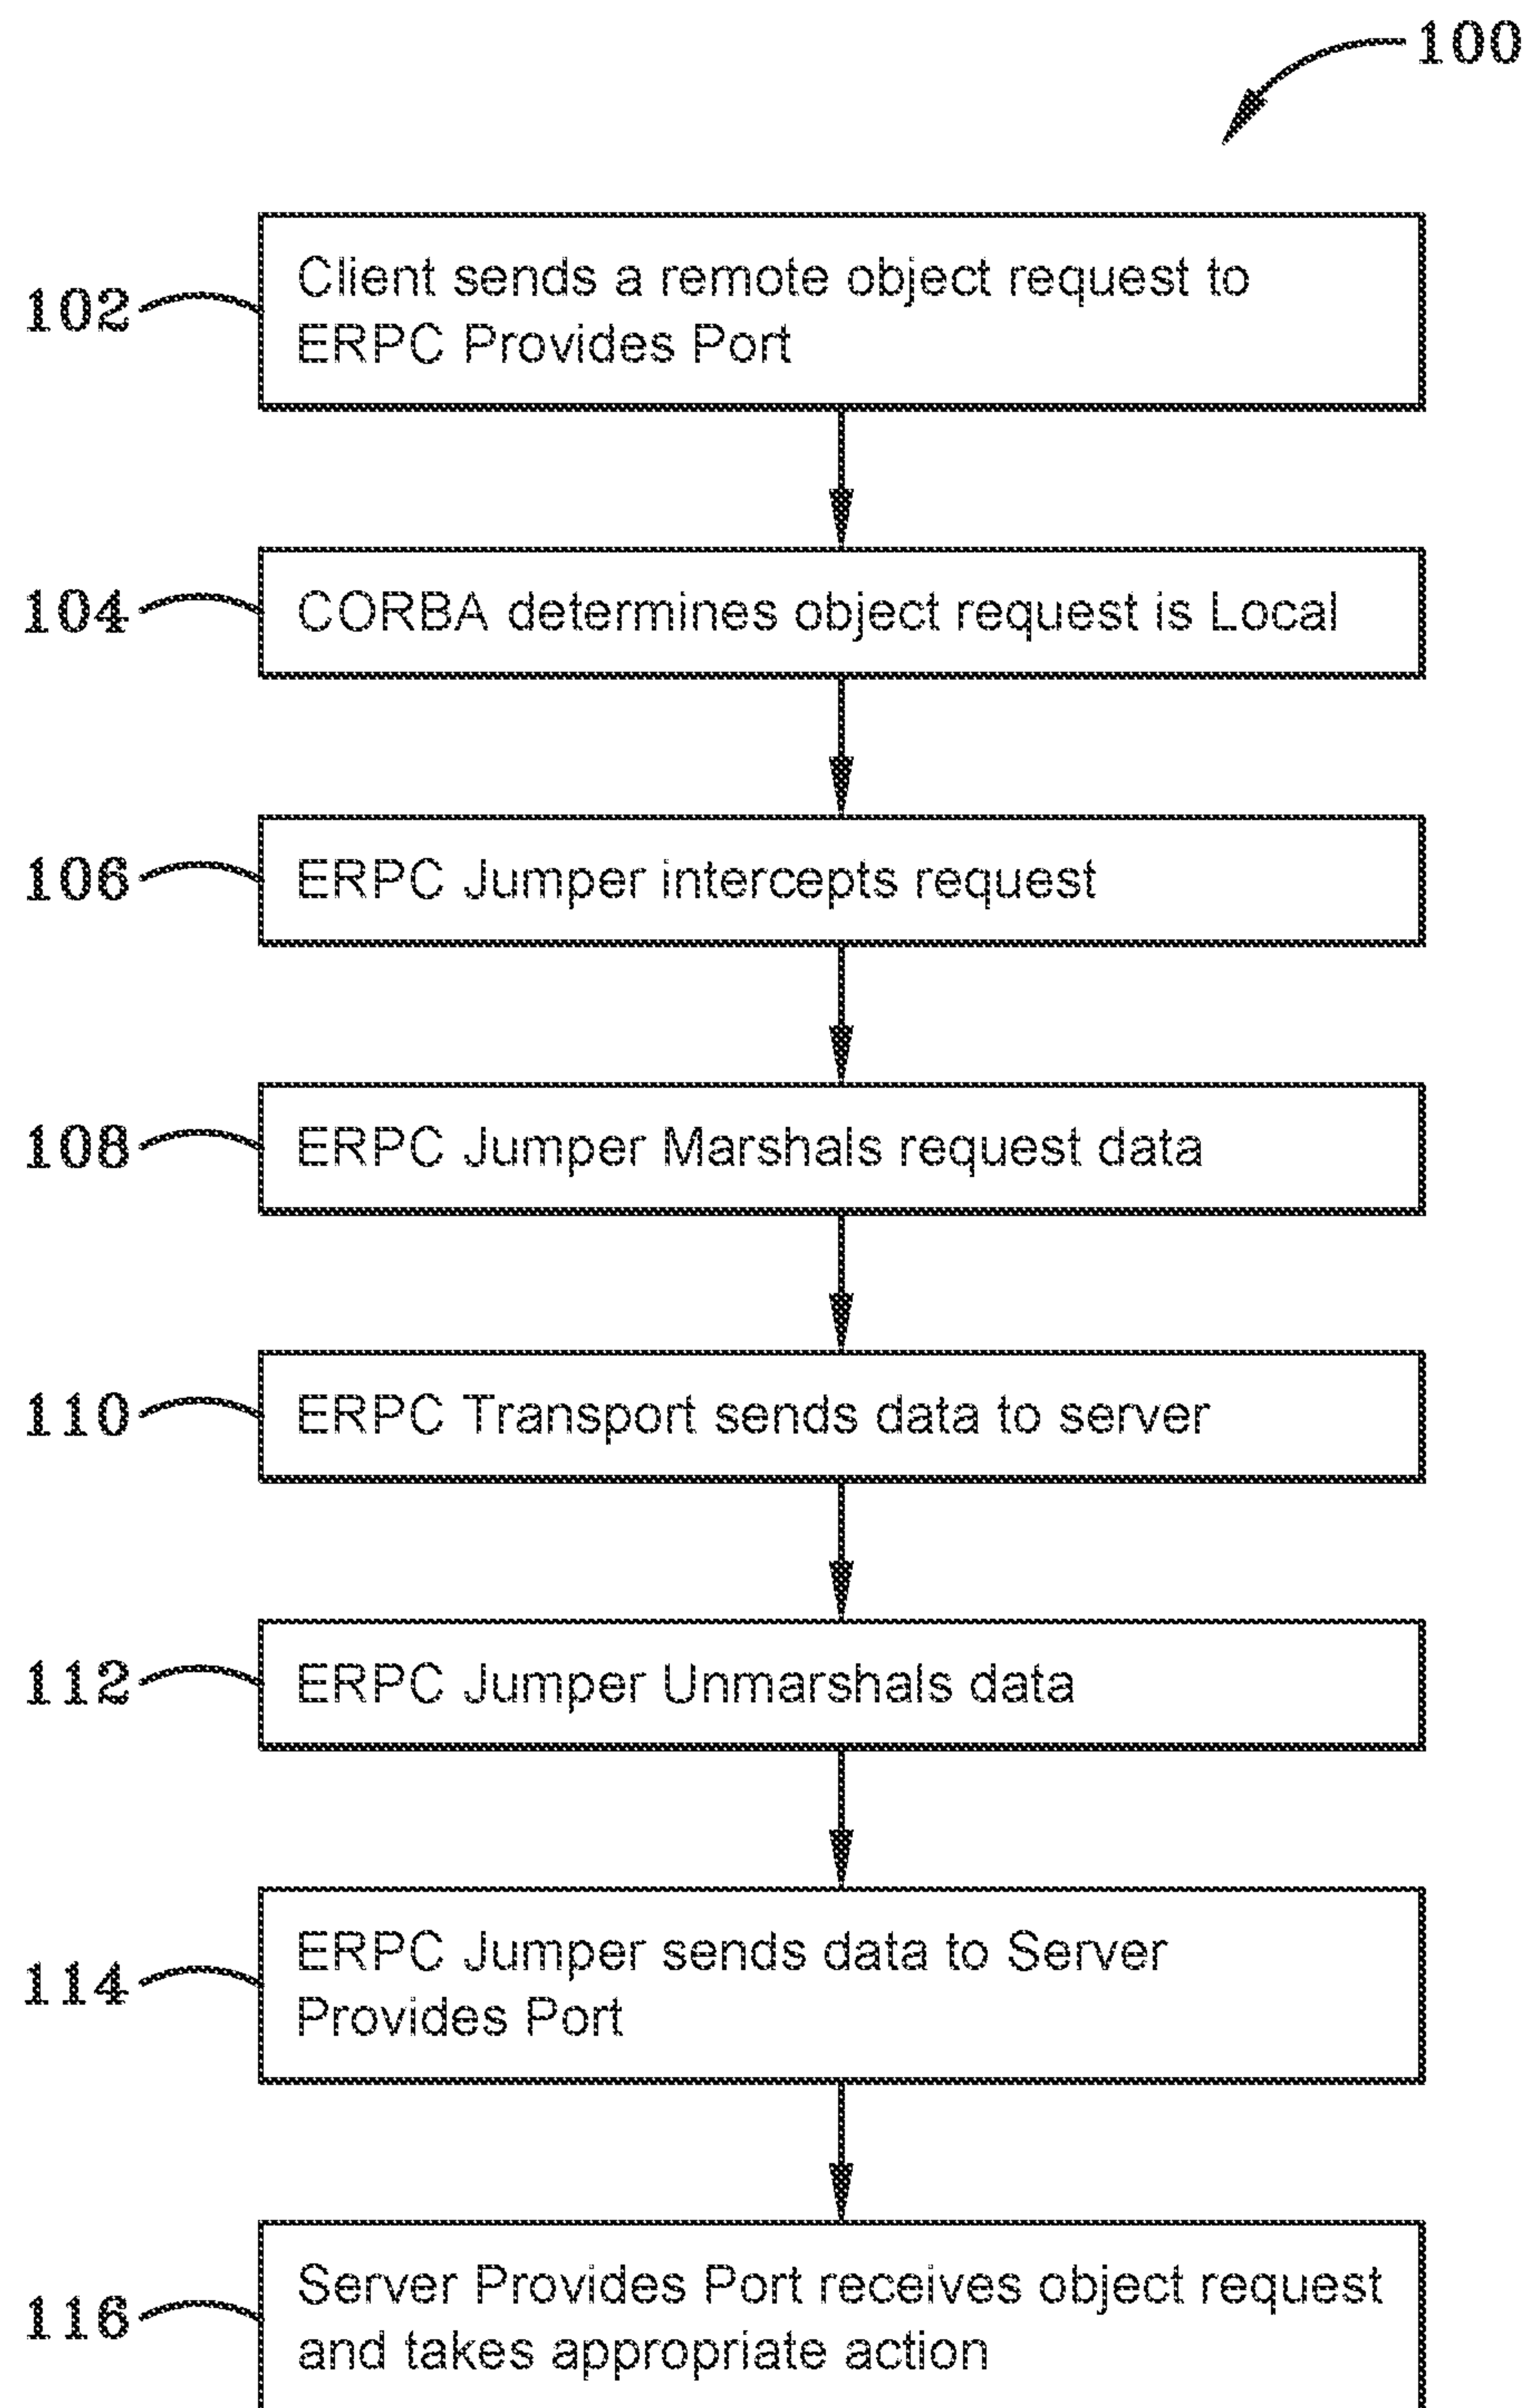 100
102
Client sends a remote object request to
ERPC Provides Port
104
CORBA determines object request is Local
106
ERPC Jumper intercepts request
108
ERPC Jumper Marshals request data
110
ERPC Transport sends data to server
112
ERPC Jumper Unmarshals data
114
ERPC Jumper sends data to Server
Provides Port
116
Server Provides Port receives object request
and takes appropriate action